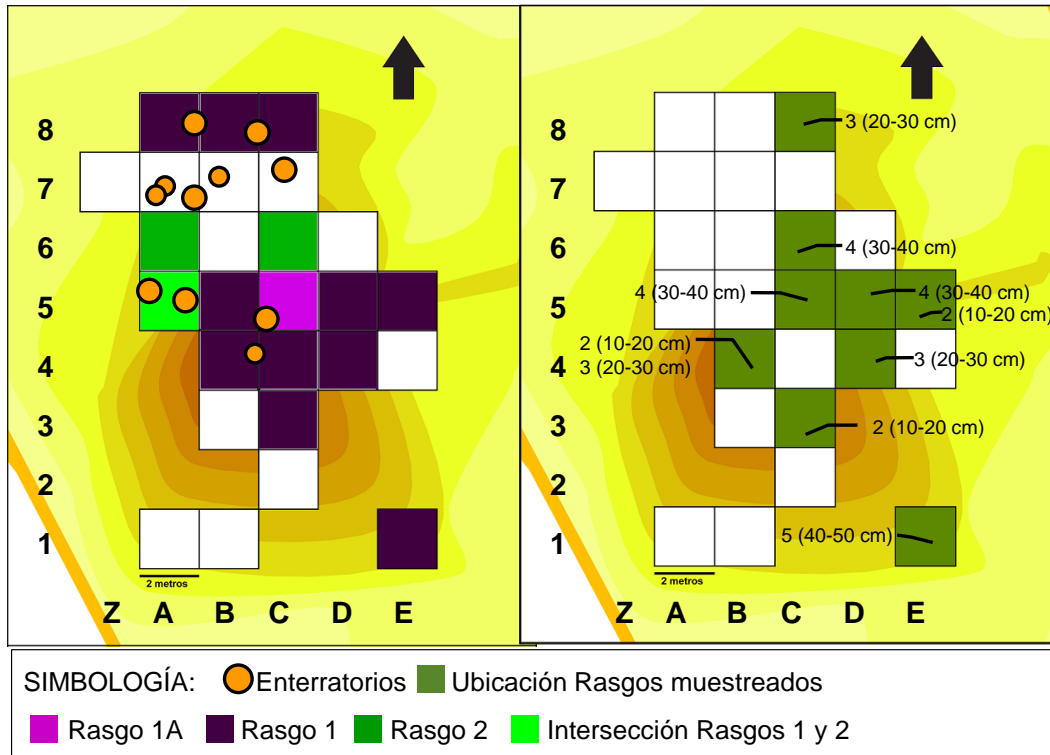 8
7
6
5
4
3
2
1
2 metros
Z A B C D E
3 (20-30 cm)
4 (30-40 cm)
4 (30-40 cm)
4 (30-40 cm)
2 (10-20 cm)
2 (10-20 cm)
3 (20-30 cm)
3 (20-30 cm)
2 (10-20 cm)
5 (40-50 cm)
8
7
6
5
4
3
2
1
2 metros
Z A B C D E
SIMBOLOGÍA: Enterratorios Ubicación Rasgos muestreados
Rasgo 1A Rasgo 1 Rasgo 2 Intersección Rasgos 1 y 2